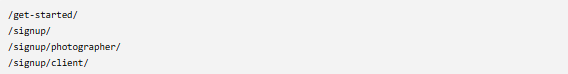 /get-started/
/signup/
/signup/photographer/
/signup/client/